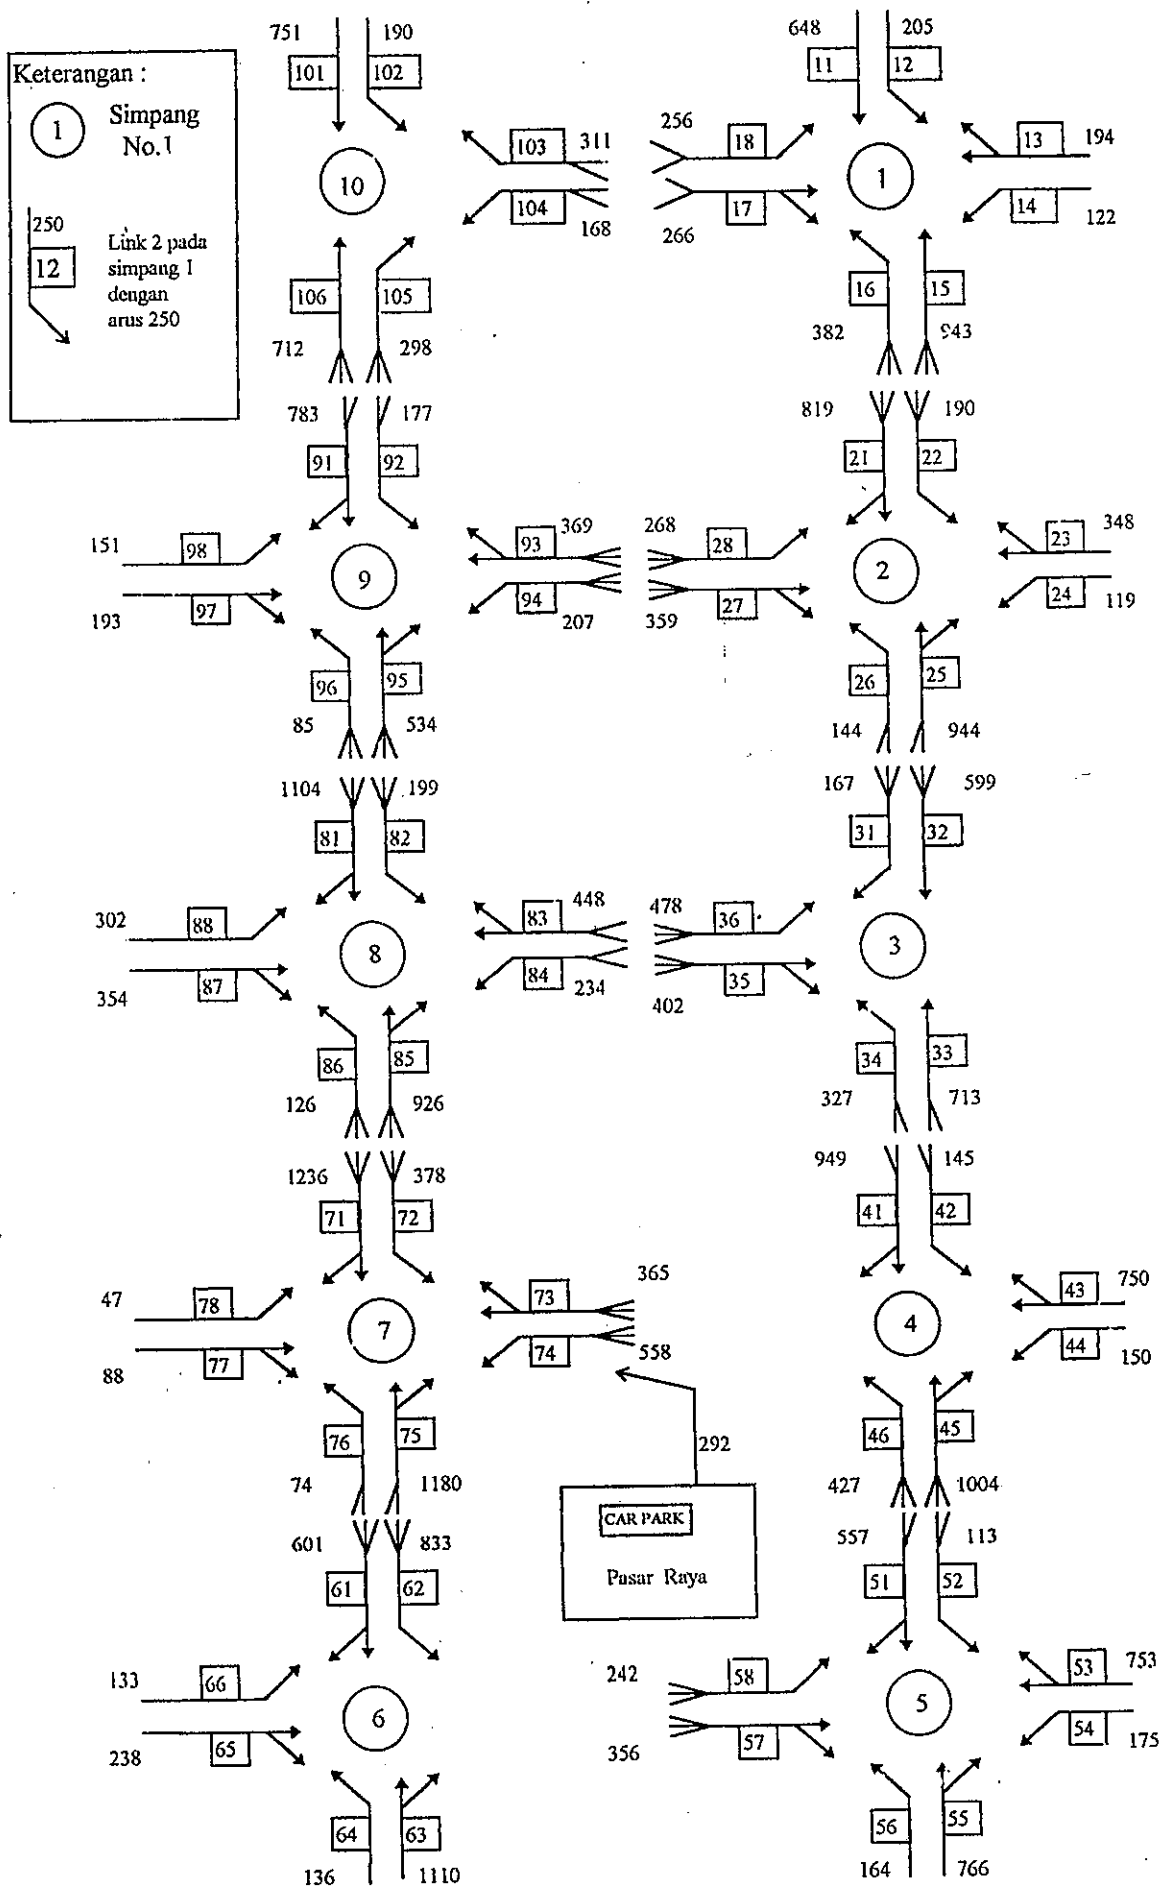 751 190 648 205
Keterangan :
1 Simpang
No.1
250
12 Link 2 pada
simpang 1
dengan
arus 250
101 102 11 12
103 311 256 18 13 194
10 1
104 168 266 17 14 122
106 105 16 15
712 298 382 943
783 177 819 190
91 92 21 22
151 98 93 369 268 28 23 348
9 2
193 97 94 207 359 27 24 119
96 95 26 25
85 534 144 944
1104 199 167 599
81 82 31 32
302 88 83 448 478 36
8 3
354 87 84 234 402 35
86 85 34 33
126 926 327 713
1236 378 949 145
71 72 41 42
47 78 73 365 43 750
7 4
88 77 74 558 44 150
76 75 46 45
292
74 1180 427 1004
CAR PARK
601 833 557 113
61 62 Pasar Raya 51 52
133 66 242 58 53 753
6 5
238 65 356 57 54 175
64 63 56 55
136 1110 164 766